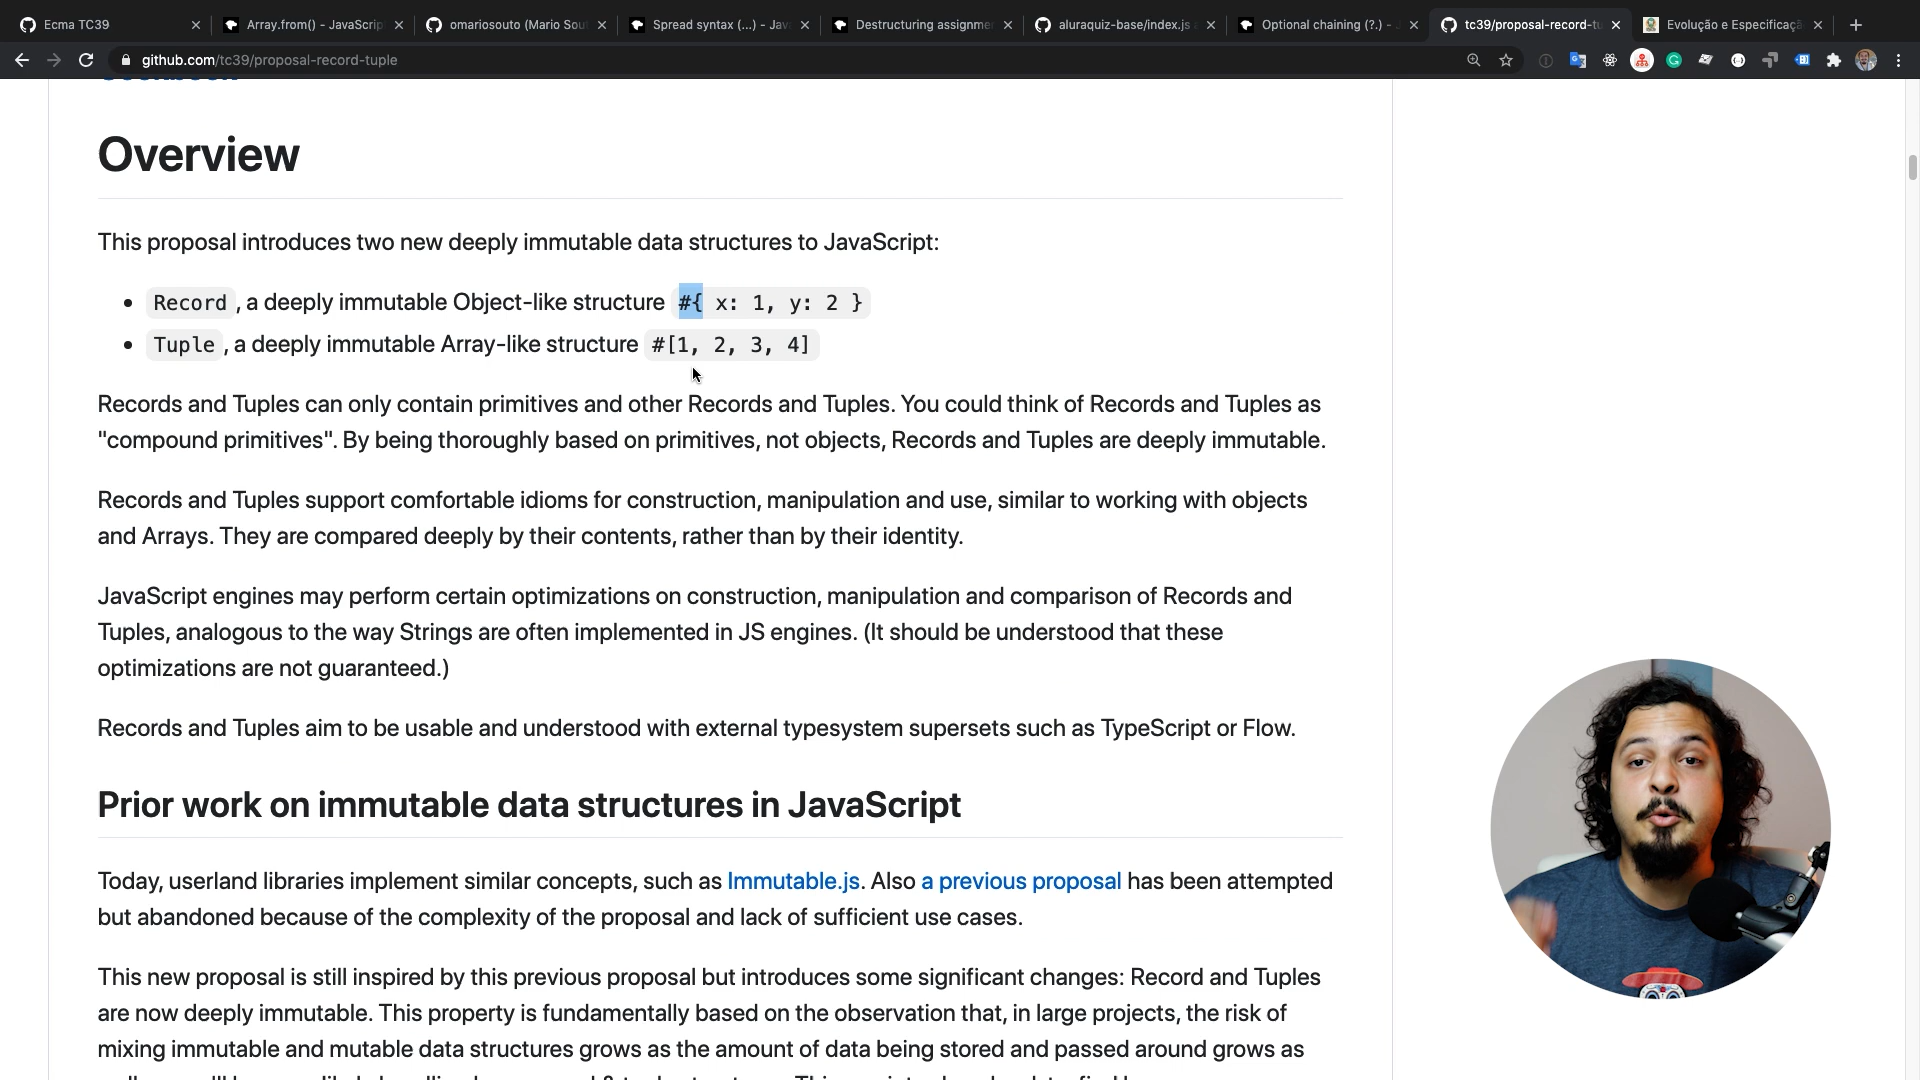 Ecma TC39
Array.from() - JavaScrip
omariosouto (Mario Sou
Spread syntax (...) - Jav
Destructuring assignme
aluraquiz-base/index.js a
Optional chaining (?.) -
tc39/proposal-record-tu
Evolução e Especificaçã
github.com/tc39/proposal-record-tuple
Overview
This proposal introduces two new deeply immutable data structures to JavaScript:
• Record, a deeply immutable Object-like structure #{ x: 1, y: 2 }
• Tuple, a deeply immutable Array-like structure #[1, 2, 3, 4]
Records and Tuples can only contain primitives and other Records and Tuples. You could think of Records and Tuples as
"compound primitives". By being thoroughly based on primitives, not objects, Records and Tuples are deeply immutable.
Records and Tuples support comfortable idioms for construction, manipulation and use, similar to working with objects
and Arrays. They are compared deeply by their contents, rather than by their identity.
JavaScript engines may perform certain optimizations on construction, manipulation and comparison of Records and
Tuples, analogous to the way Strings are often implemented in JS engines. (It should be understood that these
optimizations are not guaranteed.)
Records and Tuples aim to be usable and understood with external typesystem supersets such as TypeScript or Flow.
Prior work on immutable data structures in JavaScript
Today, userland libraries implement similar concepts, such as Immutable.js. Also a previous proposal has been attempted
but abandoned because of the complexity of the proposal and lack of sufficient use cases.
This new proposal is still inspired by this previous proposal but introduces some significant changes: Record and Tuples
are now deeply immutable. This property is fundamentally based on the observation that, in large projects, the risk of
mixing immutable and mutable data structures grows as the amount of data being stored and passed around grows as